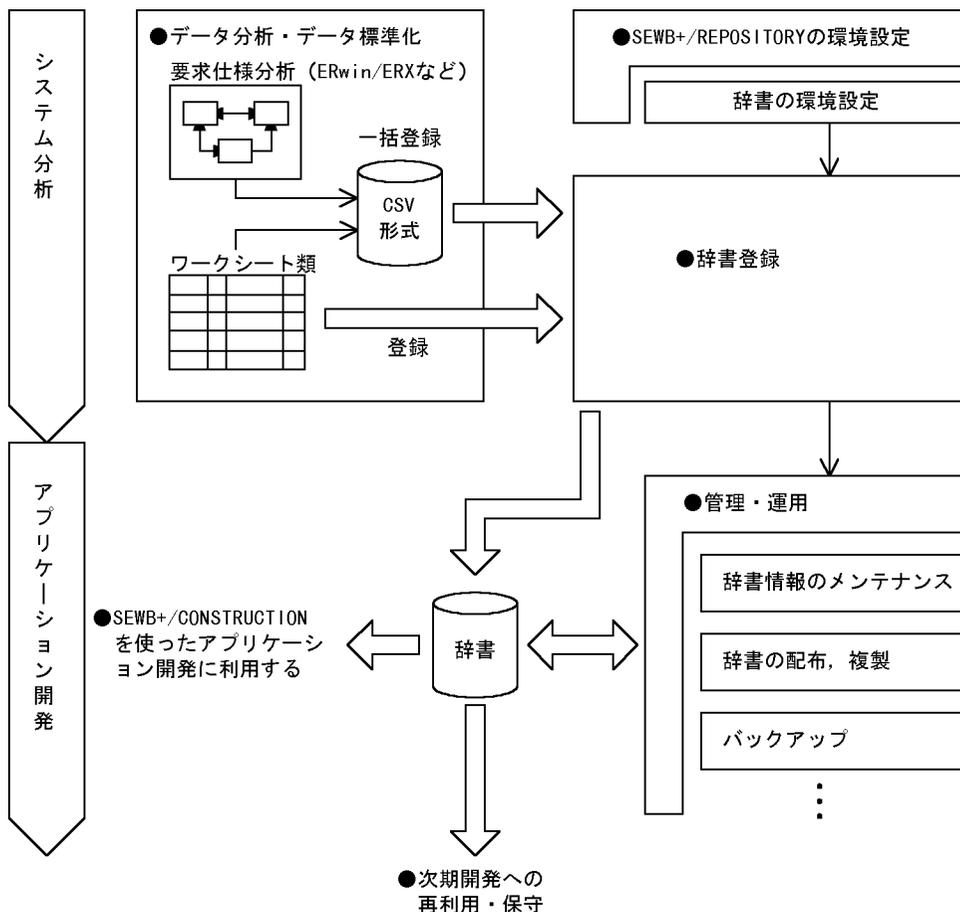 システム分析
●データ分析・データ標準化
要求仕様分析（ERwin/ERXなど）
一括登録
CSV
形式
ワークシート類
登録
●SEWB+/REPOSITORYの環境設定
辞書の環境設定
●辞書登録
アプリケーション開発
●管理・運用
辞書情報のメンテナンス
辞書の配布，複製
バックアップ
⋮
●SEWB+/CONSTRUCTION
を使ったアプリケーシ
ョン開発に利用する
辞書
●次期開発への
再利用・保守